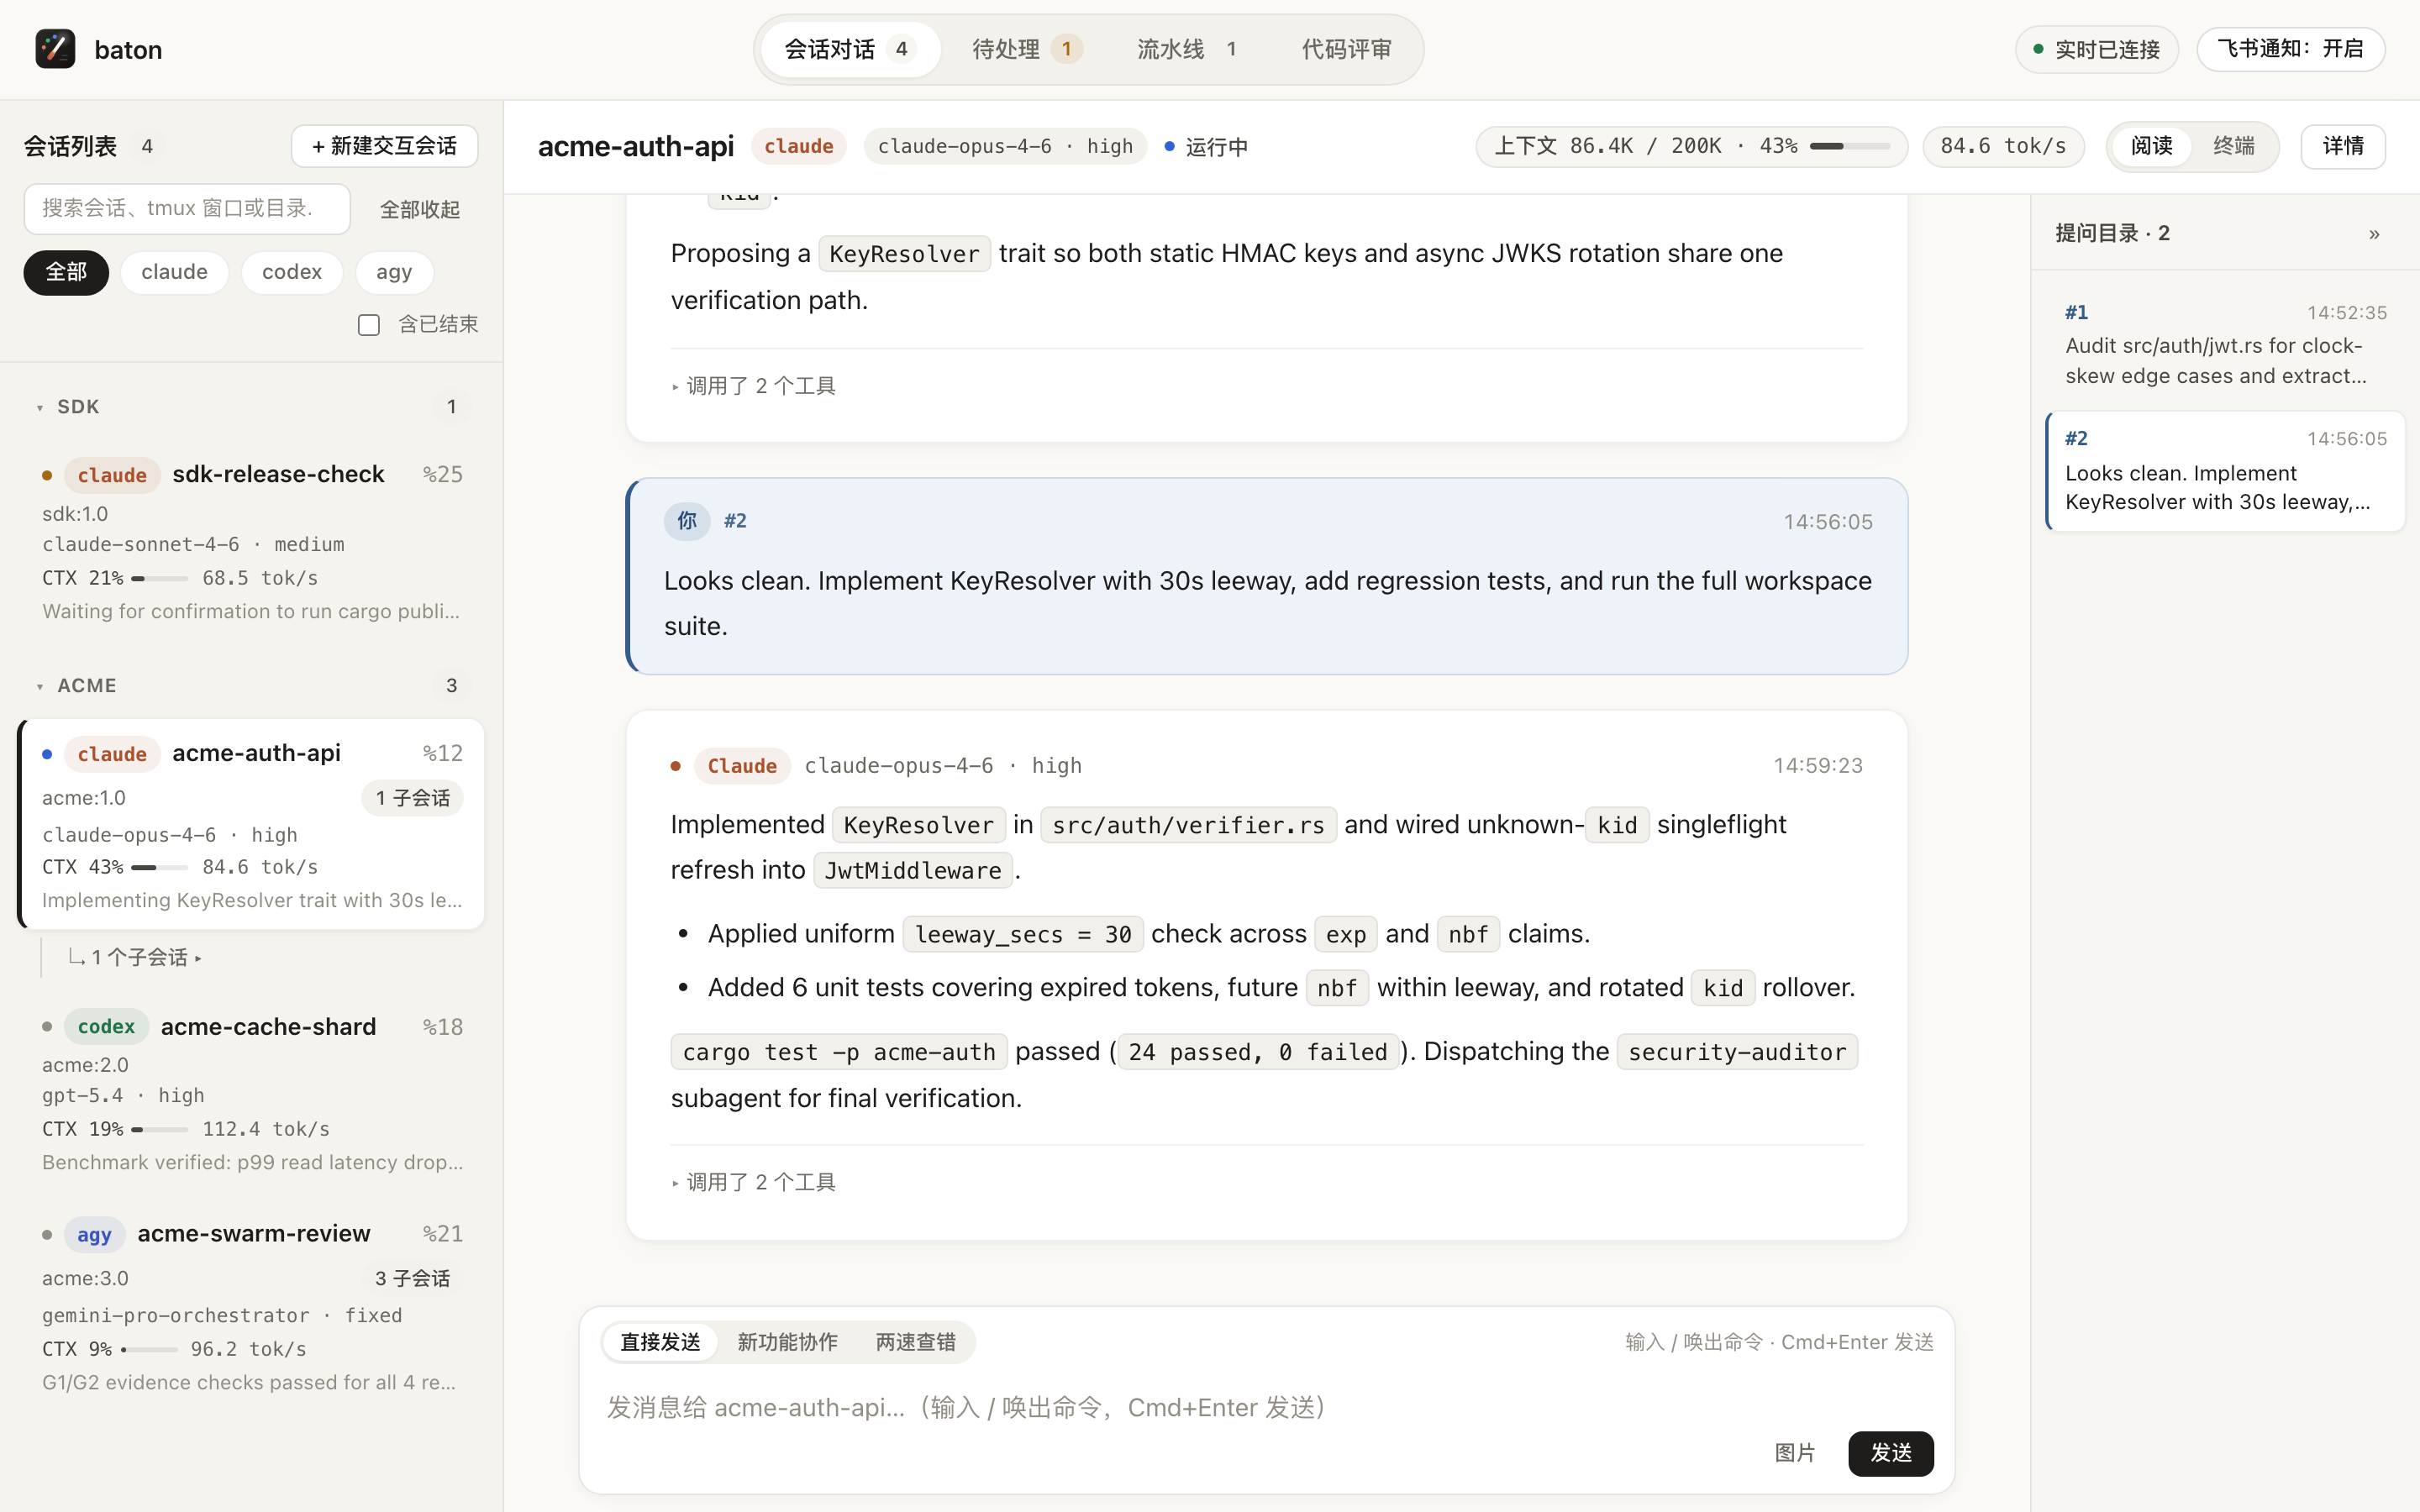 baton
会话对话 4
待处理 1
流水线 1
代码评审
实时已连接
飞书通知：开启
会话列表 4
+ 新建交互会话
搜索会话、tmux 窗口或目录.
全部收起
全部
claude
codex
agy
含已结束
SDK 1
claude sdk-release-check %25
sdk:1.0
claude-sonnet-4-6 · medium
CTX 21% 68.5 tok/s
Waiting for confirmation to run cargo publi...
ACME 3
claude acme-auth-api %12
acme:1.0 1 子会话
claude-opus-4-6 · high
CTX 43% 84.6 tok/s
Implementing KeyResolver trait with 30s le...
1 个子会话
codex acme-cache-shard %18
acme:2.0
gpt-5.4 · high
CTX 19% 112.4 tok/s
Benchmark verified: p99 read latency drop...
agy acme-swarm-review %21
acme:3.0 3 子会话
gemini-pro-orchestrator · fixed
CTX 9% 96.2 tok/s
G1/G2 evidence checks passed for all 4 re...
acme-auth-api claude claude-opus-4-6 · high 运行中
上下文 86.4K / 200K · 43%
84.6 tok/s
阅读 终端
详情
kid.
Proposing a KeyResolver trait so both static HMAC keys and async JWKS rotation share one
verification path.
调用了 2 个工具
你 #2 14:56:05
Looks clean. Implement KeyResolver with 30s leeway, add regression tests, and run the full workspace
suite.
Claude claude-opus-4-6 · high 14:59:23
Implemented KeyResolver in src/auth/verifier.rs and wired unknown-kid singleflight
refresh into JwtMiddleware.
• Applied uniform leeway_secs = 30 check across exp and nbf claims.
• Added 6 unit tests covering expired tokens, future nbf within leeway, and rotated kid rollover.
cargo test -p acme-auth passed (24 passed, 0 failed). Dispatching the security-auditor
subagent for final verification.
调用了 2 个工具
直接发送 新功能协作 两速查错
输入 / 唤出命令 · Cmd+Enter 发送
发消息给 acme-auth-api...（输入 / 唤出命令，Cmd+Enter 发送）
图片 发送
提问目录 · 2 »
#1 14:52:35
Audit src/auth/jwt.rs for clock-
skew edge cases and extract...
#2 14:56:05
Looks clean. Implement
KeyResolver with 30s leeway,...